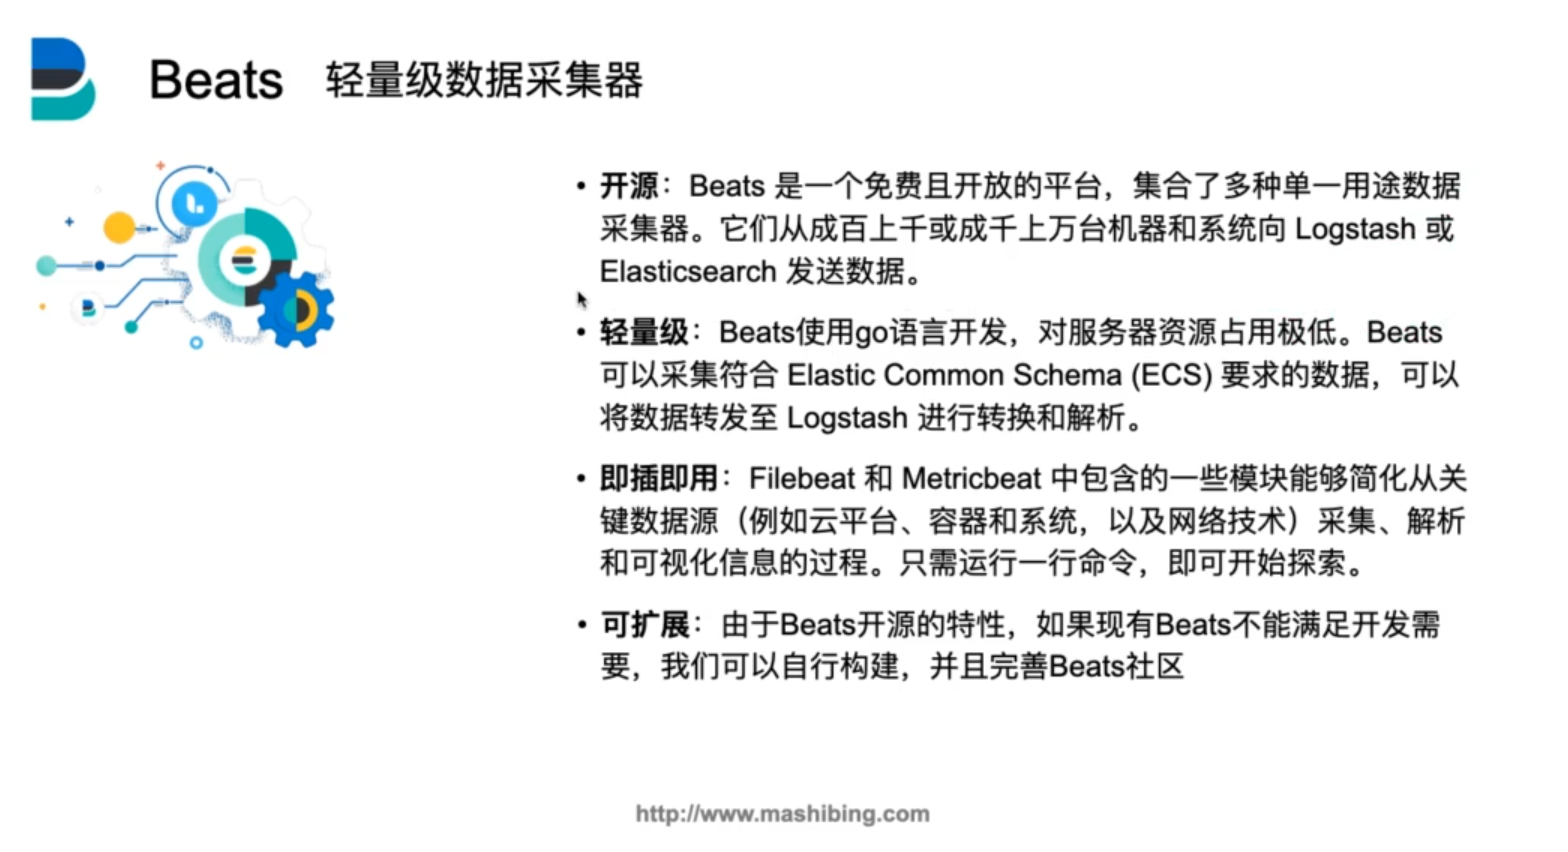 Beats 轻量级数据采集器
• 开源：Beats 是一个免费且开放的平台，集合了多种单一用途数据
采集器。它们从成百上千或成千上万台机器和系统向 Logstash 或
Elasticsearch 发送数据。
• 轻量级：Beats使用go语言开发，对服务器资源占用极低。Beats
可以采集符合 Elastic Common Schema (ECS) 要求的数据，可以
将数据转发至 Logstash 进行转换和解析。
• 即插即用：Filebeat 和 Metricbeat 中包含的一些模块能够简化从关
键数据源（例如云平台、容器和系统，以及网络技术）采集、解析
和可视化信息的过程。只需运行一行命令，即可开始探索。
• 可扩展：由于Beats开源的特性，如果现有Beats不能满足开发需
要，我们可以自行构建，并且完善Beats社区
http://www.mashibing.com